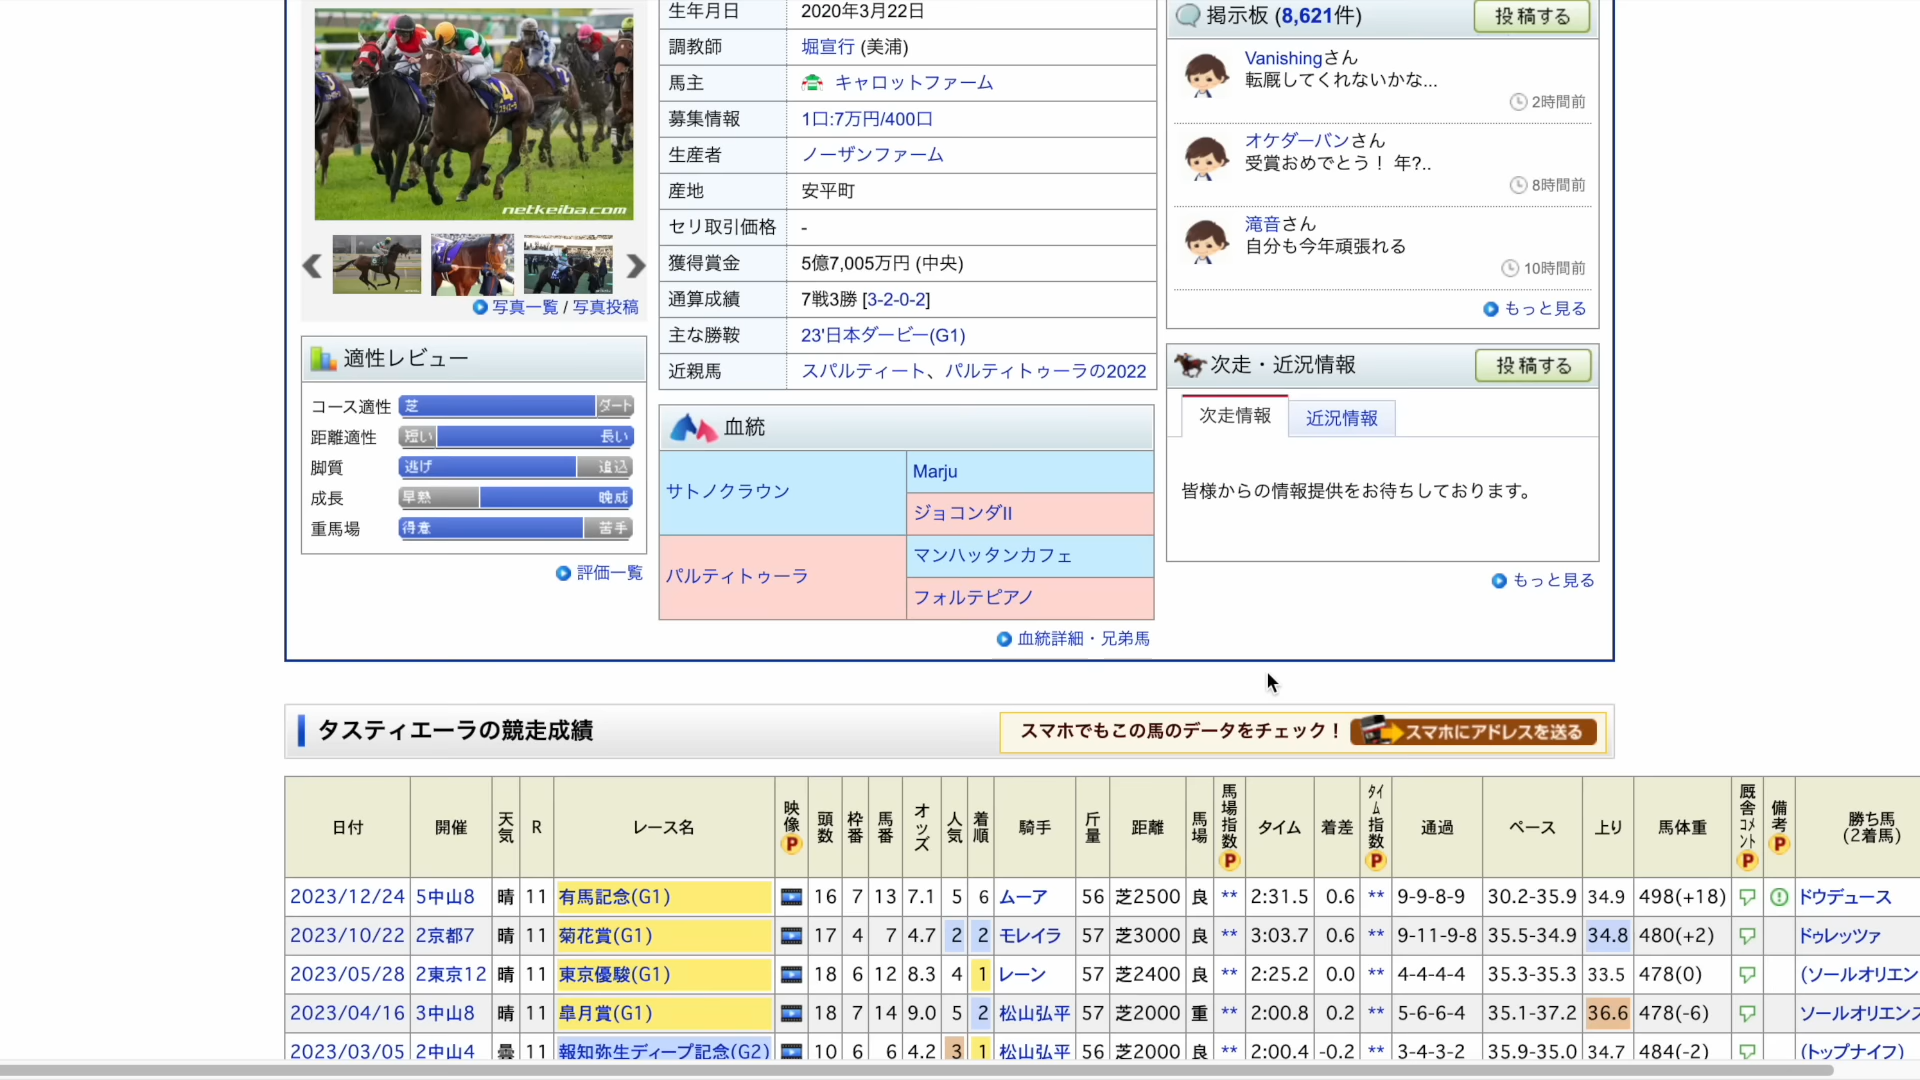 netkeiba.com
写真一覧 / 写真投稿
適性レビュー
コース適性 芝 ダート
距離適性 短い 長い
脚質 逃げ 追込
成長 早熟 晩成
重馬場 得意 苦手
評価一覧
生年月日 2020年3月22日
調教師 堀宣行 (美浦)
馬主 キャロットファーム
募集情報 1口:7万円/400口
生産者 ノーザンファーム
産地 安平町
セリ取引価格 -
獲得賞金 5億7,005万円 (中央)
通算成績 7戦3勝 [3-2-0-2]
主な勝鞍 23'日本ダービー(G1)
近親馬 スパルティート、パルティトゥーラの2022
血統
サトノクラウン
Marju
ジョコンダII
パルティトゥーラ
マンハッタンカフェ
フォルテピアノ
血統詳細・兄弟馬
掲示板 (8,621件) 投稿する
Vanishingさん
転厩してくれないかな...
2時間前
オケダーバンさん
受賞おめでとう！ 年?..
8時間前
滝音さん
自分も今年頑張れる
10時間前
もっと見る
次走・近況情報 投稿する
次走情報 近況情報
皆様からの情報提供をお待ちしております。
もっと見る
タスティエーラの競走成績 スマホでもこの馬のデータをチェック！ スマホにアドレスを送る
日付 開催 天気 R レース名 映像P 頭数 枠番 馬番 オッズ 人気 着順 騎手 斤量 距離 馬場 馬場指数P タイム 着差 タイム指数P 通過 ペース 上り 馬体重 厩舎コメントP 備考P 勝ち馬(2着馬)
2023/12/24 5中山8 晴 11 有馬記念(G1) 16 7 13 7.1 5 6 ムーア 56 芝2500 良 ** 2:31.5 0.6 ** 9-9-8-9 30.2-35.9 34.9 498(+18) ドウデュース
2023/10/22 2京都7 晴 11 菊花賞(G1) 17 4 7 4.7 2 2 モレイラ 57 芝3000 良 ** 3:03.7 0.6 ** 9-11-9-8 35.5-34.9 34.8 480(+2) ドゥレッツァ
2023/05/28 2東京12 晴 11 東京優駿(G1) 18 6 12 8.3 4 1 レーン 57 芝2400 良 ** 2:25.2 0.0 ** 4-4-4-4 35.3-35.3 33.5 478(0) (ソールオリエン
2023/04/16 3中山8 晴 11 皐月賞(G1) 18 7 14 9.0 5 2 松山弘平 57 芝2000 重 ** 2:00.8 0.2 ** 5-6-6-4 35.1-37.2 36.6 478(-6) ソールオリエンス
2023/03/05 2中山4 曇 11 報知弥生ディープ記念(G2) 10 6 6 4.2 3 1 松山弘平 56 芝2000 良 ** 2:00.4 -0.2 ** 3-4-3-2 35.9-35.0 34.7 484(-2) (トップナイフ)